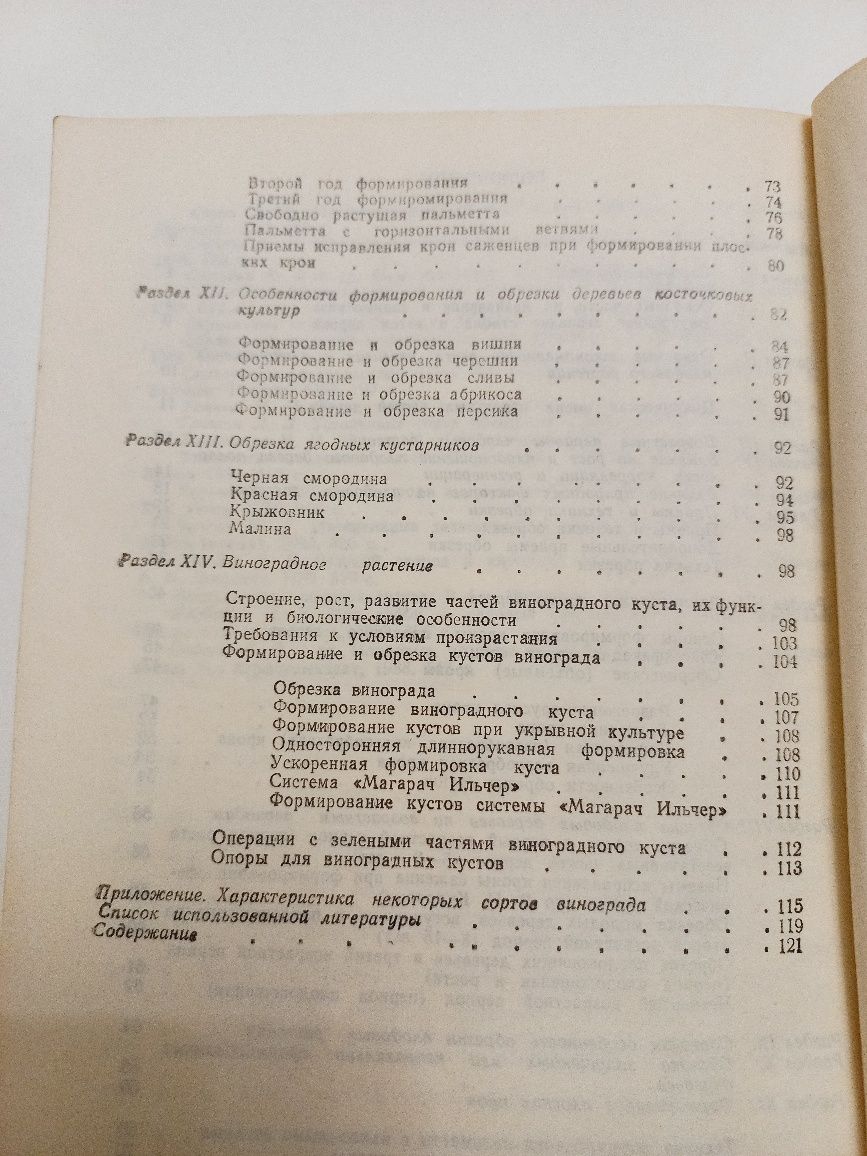 Второй год формирования . . . . . . 73
Третий год формиромирования . . . . . 74
Свободно растущая пальметта . . . . . 76
Пальметта с горизонтальными ветвями . . . . 78
Приемы исправления крон саженцев при формировании плос-
ких крон . . . . . . . . . . 80
Раздел XII. Особенности формирования и обрезки деревьев косточковых
культур . . . . . . . . . . 82
Формирование и обрезка вишни . . . . . 84
Формирование и обрезка черешни . . . . . 87
Формирование и обрезка сливы . . . . . 87
Формирование и обрезка абрикоса . . . . . 90
Формирование и обрезка персика . . . . . 91
Раздел XIII. Обрезка ягодных кустарников . . . . . . 92
Черная смородина . . . . . . . . 92
Красная смородина . . . . . . . . 94
Крыжовник . . . . . . . . . 95
Малина . . . . . . . . . . 98
Раздел XIV. Виноградное растение . . . . . . . 98
Строение, рост, развитие частей виноградного куста, их функ-
ции и биологические особенности . . . . . 98
Требования к условиям произрастания . . . . . 103
Формирование и обрезка кустов винограда . . . . 104
Обрезка винограда . . . . . . . 105
Формирование виноградного куста . . . . 107
Формирование кустов при укрывной культуре . . 108
Односторонняя длиннорукавная формировка . . 108
Ускоренная формировка куста . . . . . 110
Система «Магарач Ильчер» . . . . . . 111
Формирование кустов системы «Магарач Ильчер» . 111
Операции с зелеными частями виноградного куста . . 112
Опоры для виноградных кустов . . . . . . 113
Приложение. Характеристика некоторых сортов винограда . . . 115
Список использованной литературы . . . . . . . 119
Содержание . . . . . . . . . . . . 121